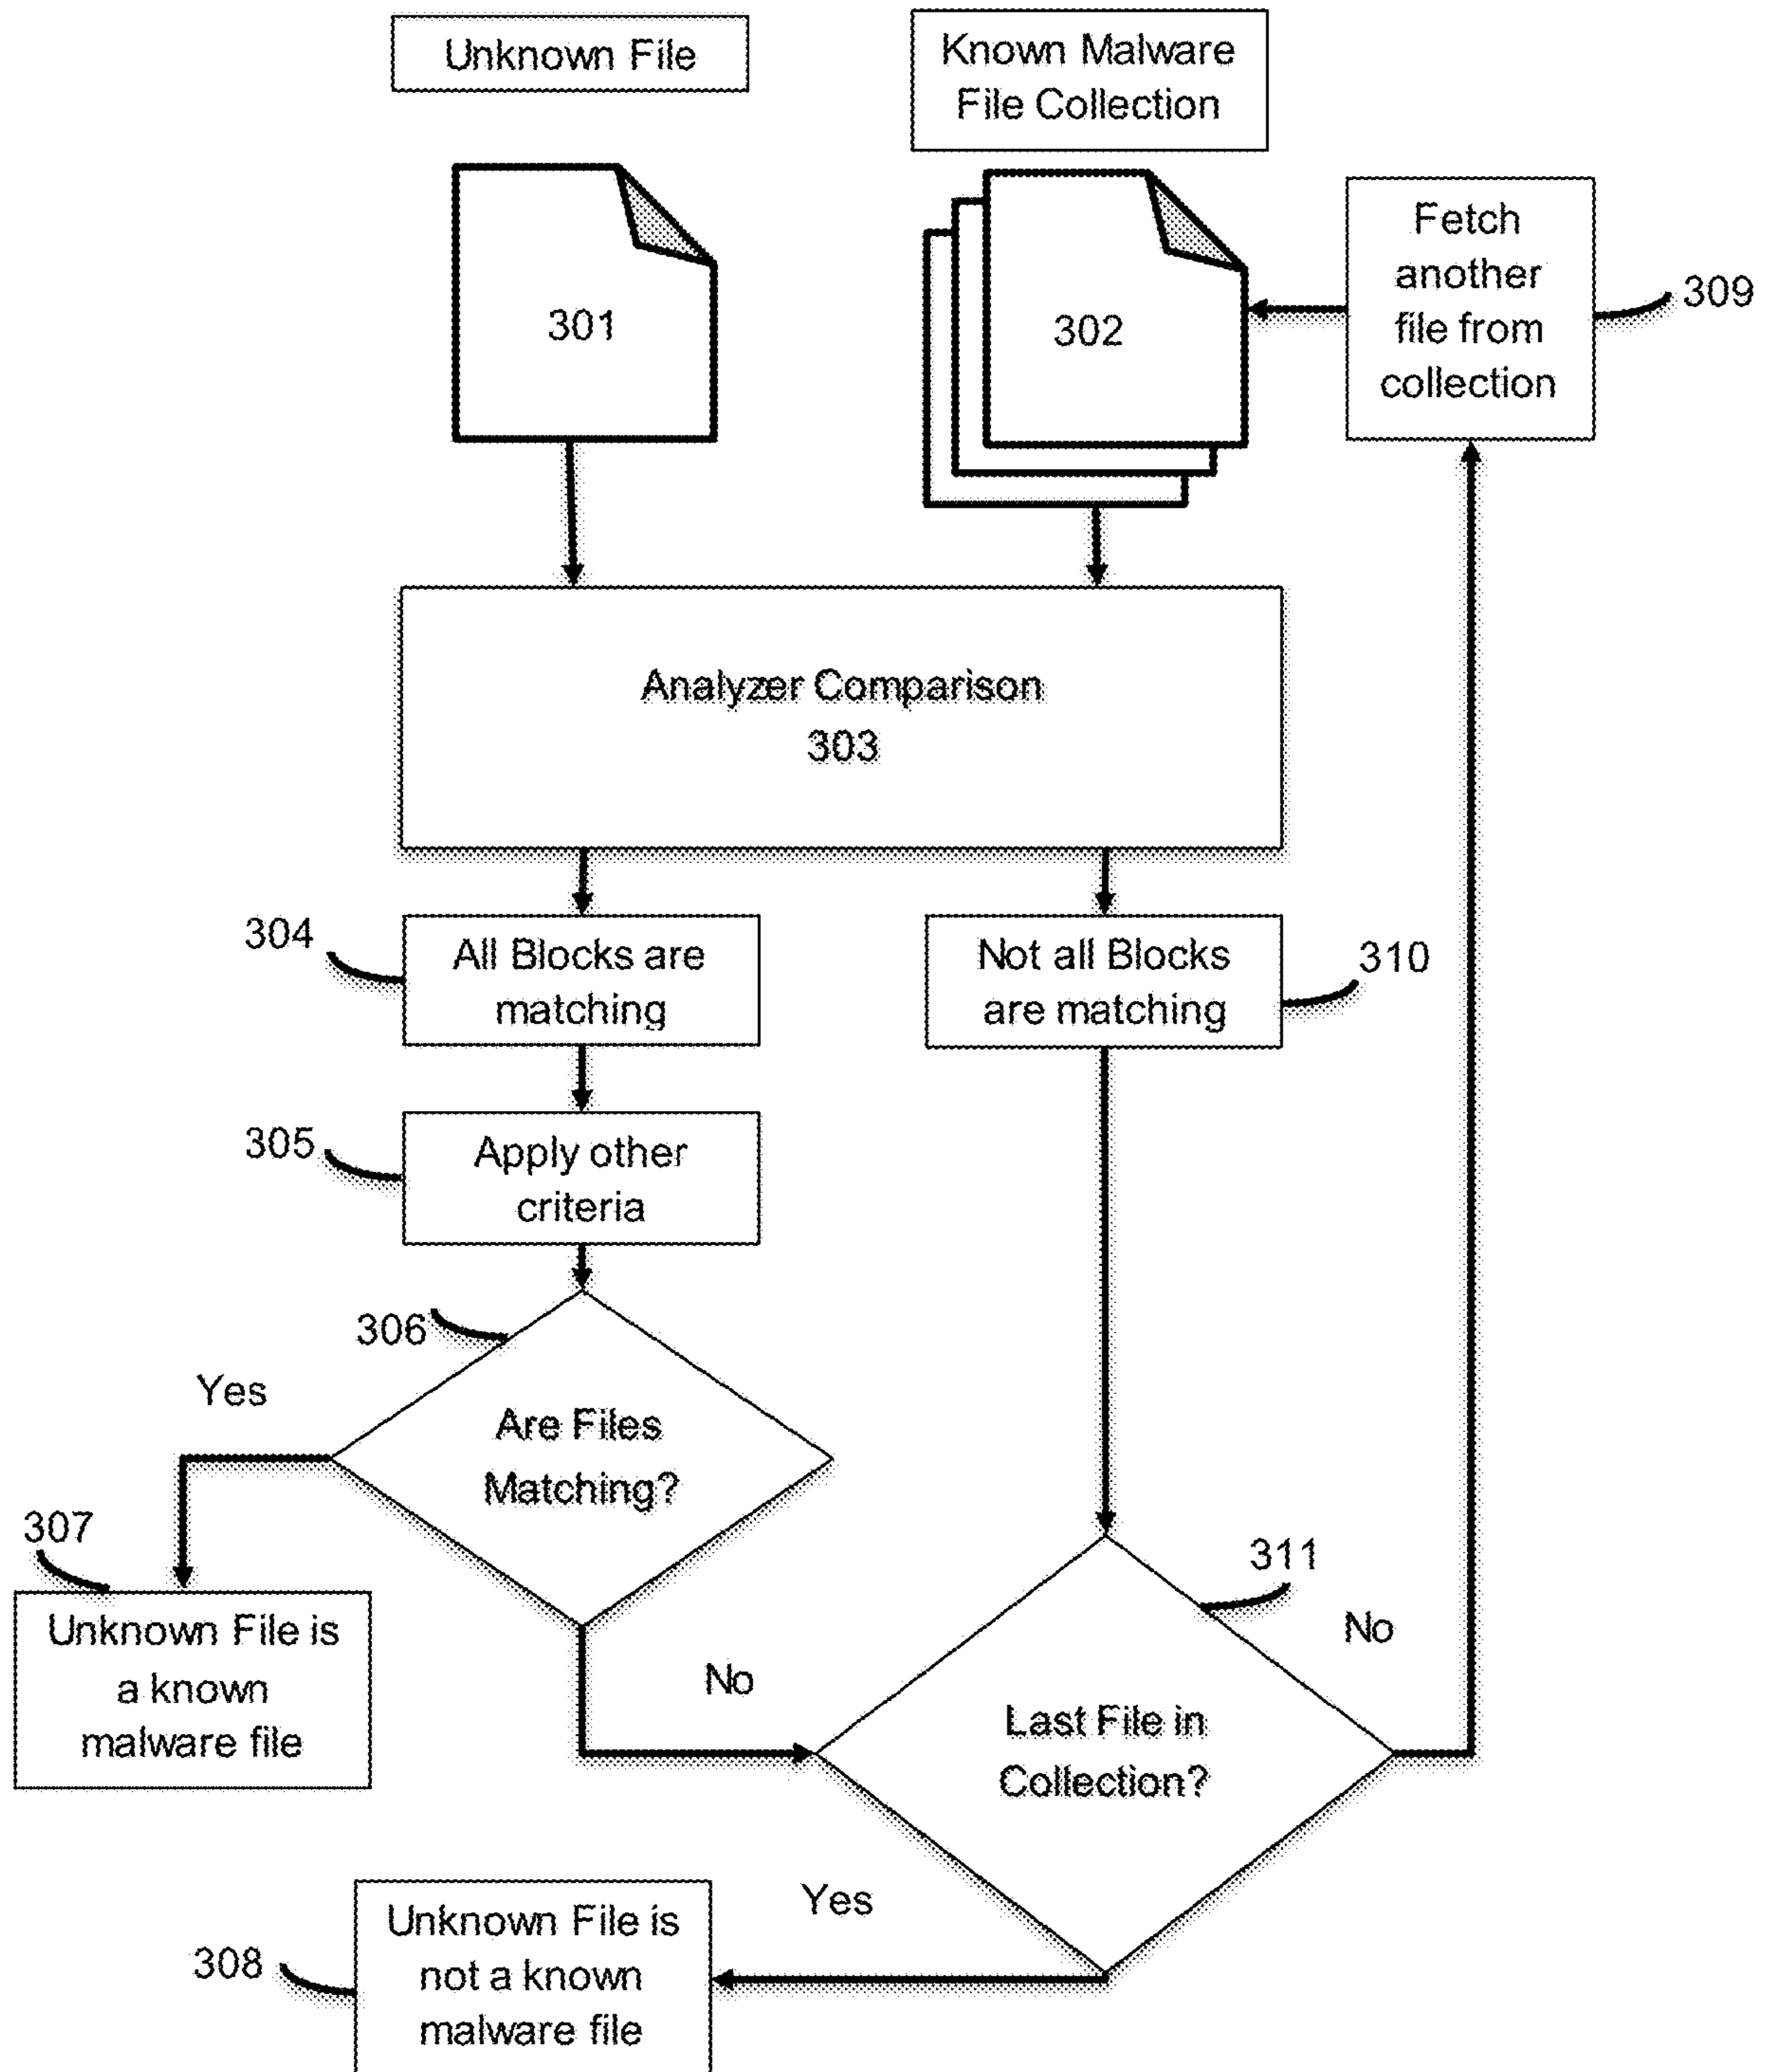 Unknown File
Known Malware
File Collection
301
302
Fetch
another
file from
collection
309
Analyzer Comparison
303
304
All Blocks are
matching
Not all Blocks
are matching
310
305
Apply other
criteria
306
Yes
Are Files
Matching?
307
Unknown File is
a known
malware file
No
311
No
Last File in
Collection?
Yes
308
Unknown File is
not a known
malware file